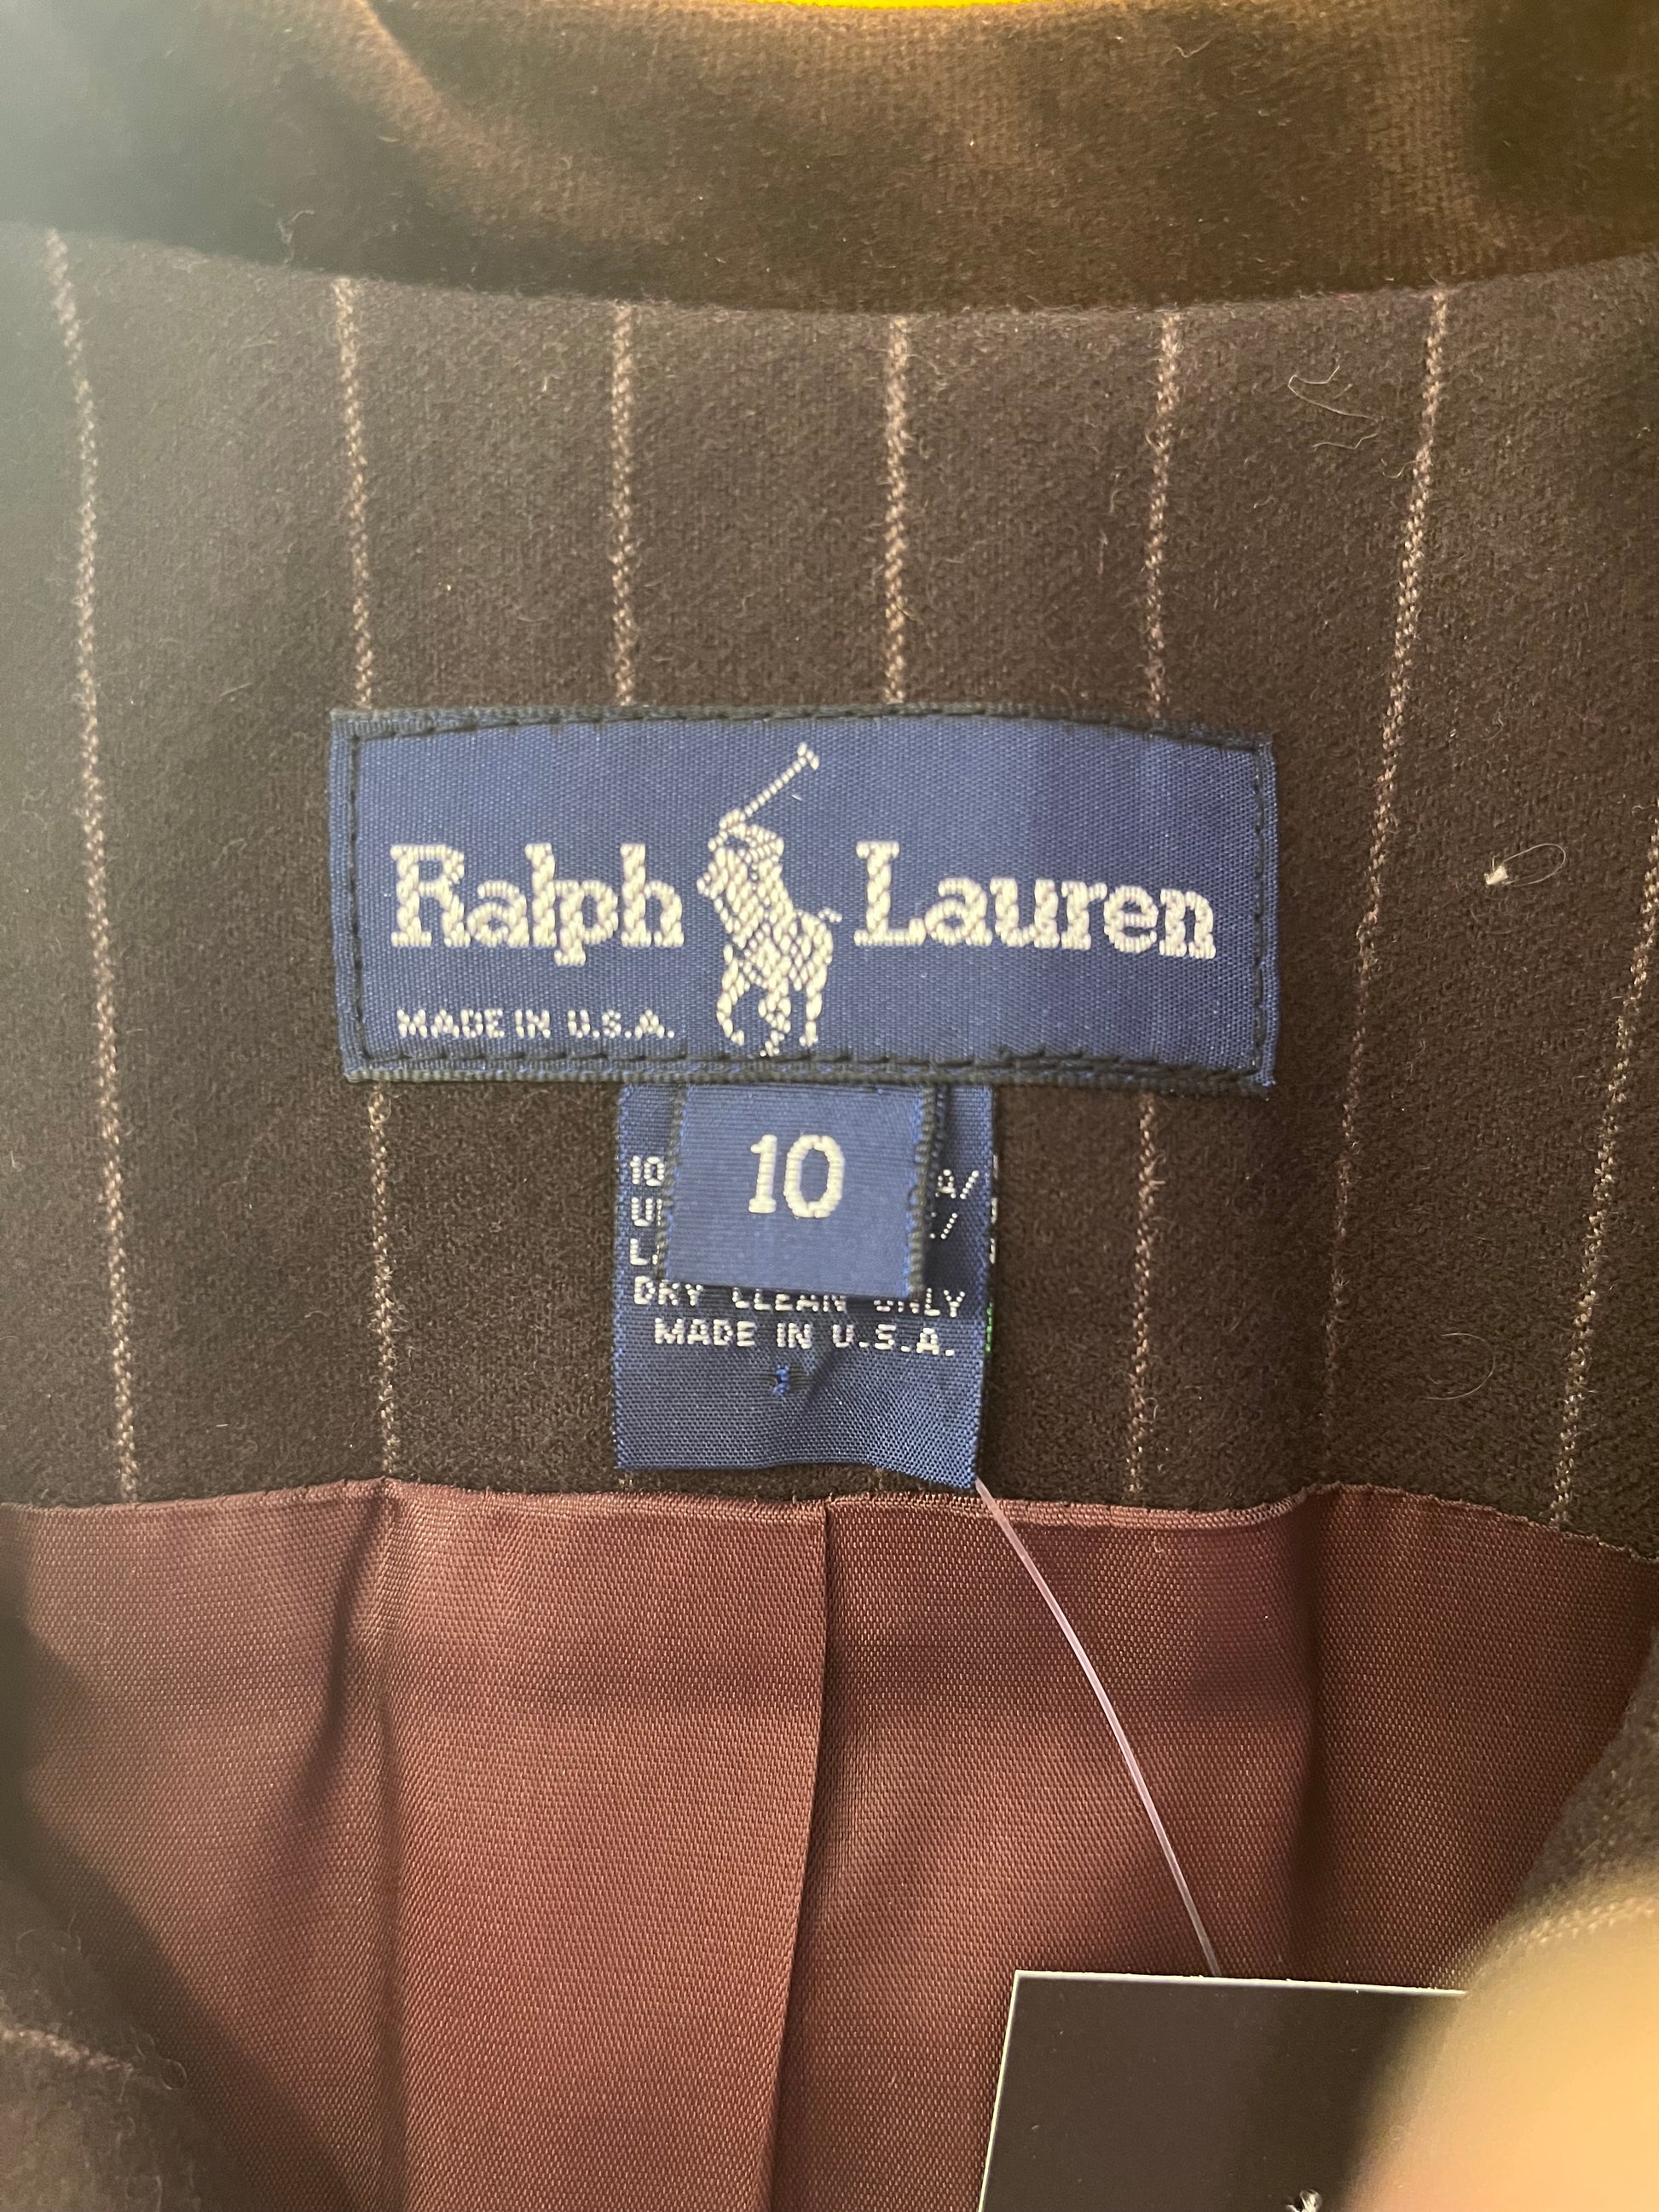 Ralph Lauren
MADE IN U.S.A.
10
DRY CLEAN ONLY
MADE IN U.S.A.